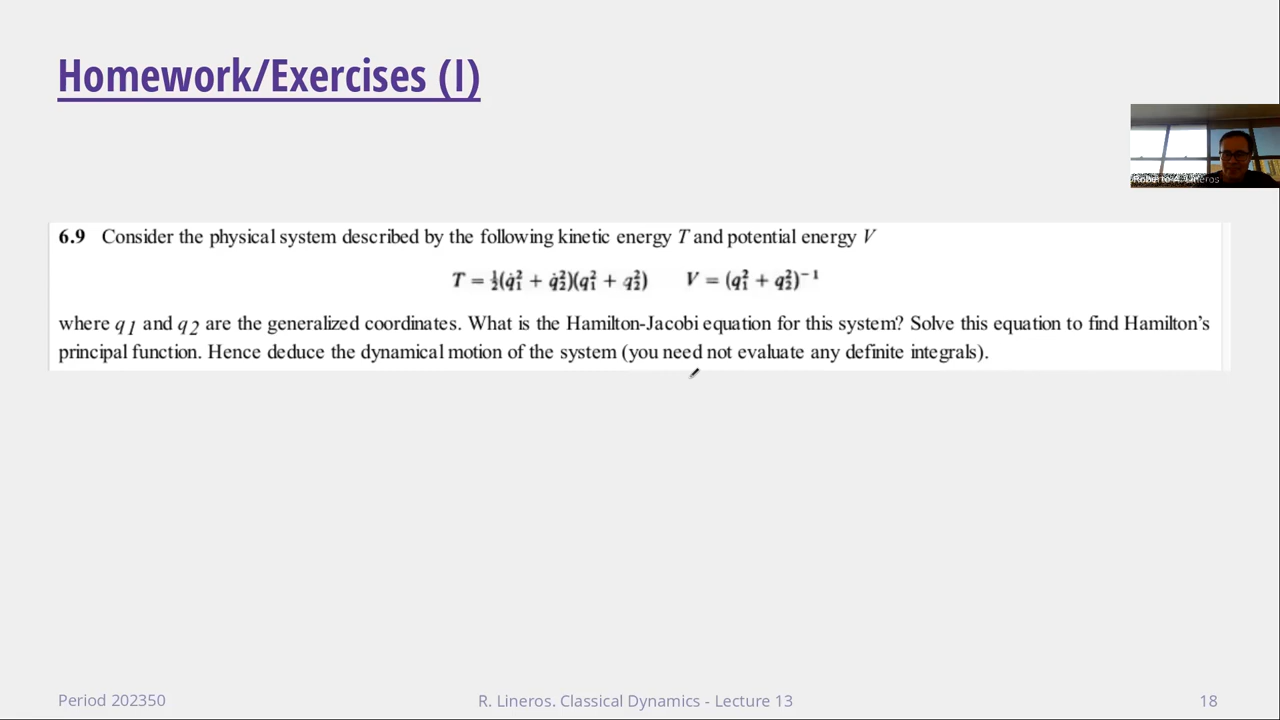 Homework/Exercises (I)
Roberto A. Lineros
6.9 Consider the physical system described by the following kinetic energy T and potential energy V
T = ½(q̇₁² + q̇₂²)(q₁² + q₂²) V = (q₁² + q₂²)⁻¹
where q₁ and q₂ are the generalized coordinates. What is the Hamilton-Jacobi equation for this system? Solve this equation to find Hamilton's
principal function. Hence deduce the dynamical motion of the system (you need not evaluate any definite integrals).
Period 202350
R. Lineros. Classical Dynamics - Lecture 13
18